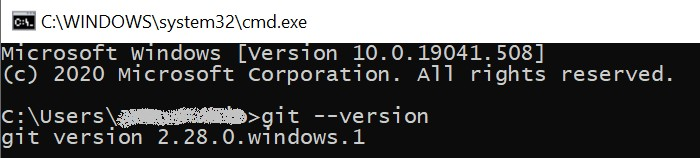 C:\WINDOWS\system32\cmd.exe
Microsoft Windows [Version 10.0.19041.508]
(c) 2020 Microsoft Corporation. All rights reserved.
C:\Users\>git --version
git version 2.28.0.windows.1